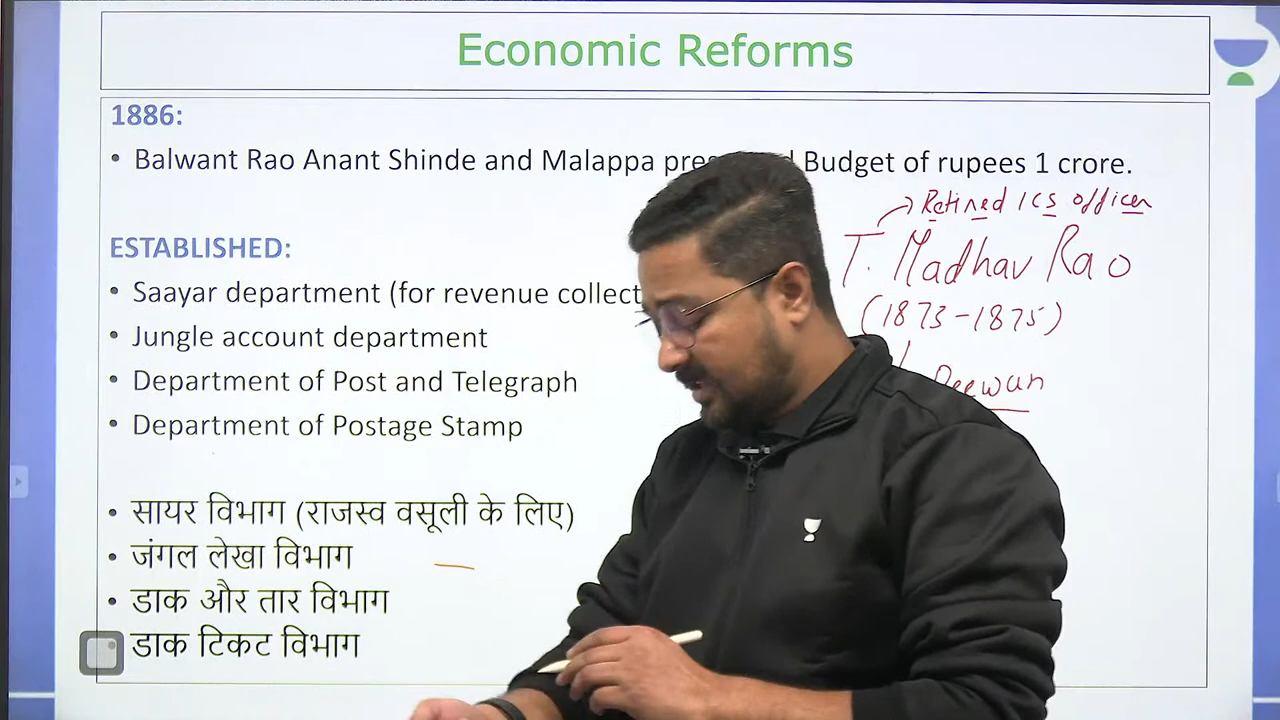 Economic Reforms
1886:
• Balwant Rao Anant Shinde and Malappa Budget of rupees 1 crore.
Retired ICS officer
T. Madhav Rao
(1873-1875)
Deewan
ESTABLISHED:
• Saayar department (for revenue
• Jungle account department
• Department of Post and Telegraph
• Department of Postage Stamp
• सायर विभाग (राजस्व वसूली के लिए)
• जंगल लेखा विभाग
• डाक और तार विभाग
डाक टिकट विभाग